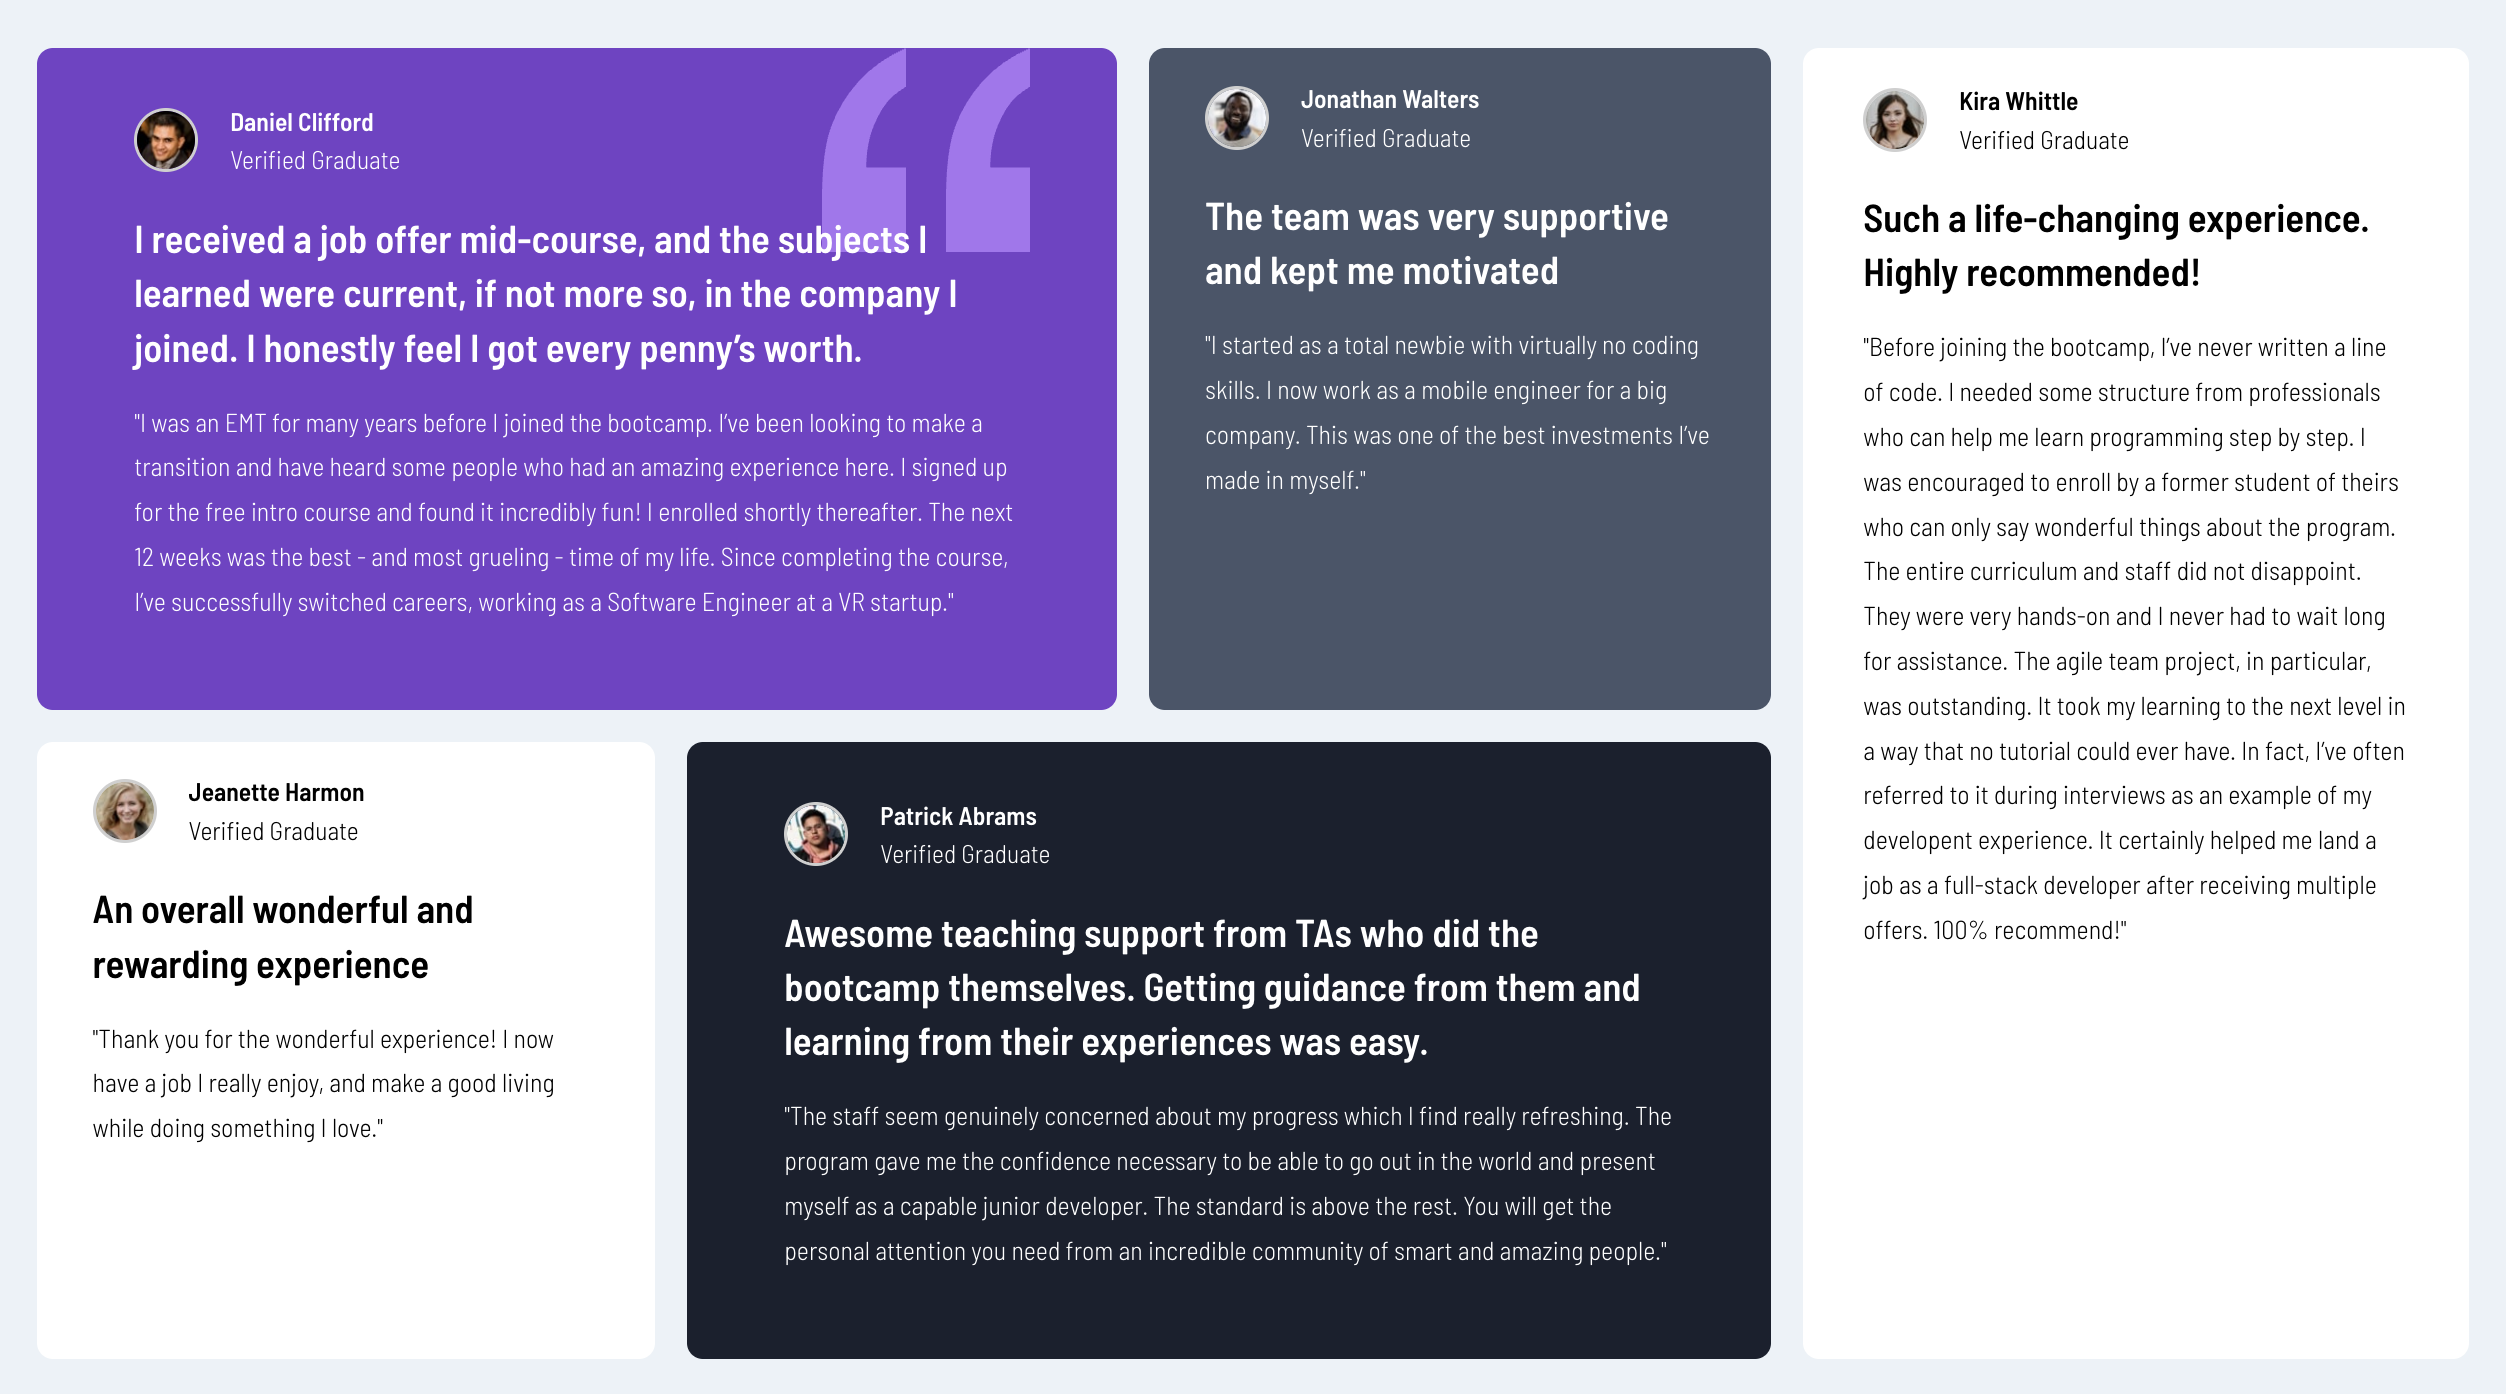 Daniel Clifford
Verified Graduate
I received a job offer mid-course, and the subjects I
learned were current, if not more so, in the company I
joined. I honestly feel I got every penny’s worth.
"I was an EMT for many years before I joined the bootcamp. I’ve been looking to make a
transition and have heard some people who had an amazing experience here. I signed up
for the free intro course and found it incredibly fun! I enrolled shortly thereafter. The next
12 weeks was the best - and most grueling - time of my life. Since completing the course,
I’ve successfully switched careers, working as a Software Engineer at a VR startup."
Jonathan Walters
Verified Graduate
The team was very supportive
and kept me motivated
"I started as a total newbie with virtually no coding
skills. I now work as a mobile engineer for a big
company. This was one of the best investments I’ve
made in myself."
Kira Whittle
Verified Graduate
Such a life-changing experience.
Highly recommended!
"Before joining the bootcamp, I’ve never written a line
of code. I needed some structure from professionals
who can help me learn programming step by step. I
was encouraged to enroll by a former student of theirs
who can only say wonderful things about the program.
The entire curriculum and staff did not disappoint.
They were very hands-on and I never had to wait long
for assistance. The agile team project, in particular,
was outstanding. It took my learning to the next level in
a way that no tutorial could ever have. In fact, I’ve often
referred to it during interviews as an example of my
developent experience. It certainly helped me land a
job as a full-stack developer after receiving multiple
offers. 100% recommend!"
Jeanette Harmon
Verified Graduate
An overall wonderful and
rewarding experience
"Thank you for the wonderful experience! I now
have a job I really enjoy, and make a good living
while doing something I love."
Patrick Abrams
Verified Graduate
Awesome teaching support from TAs who did the
bootcamp themselves. Getting guidance from them and
learning from their experiences was easy.
"The staff seem genuinely concerned about my progress which I find really refreshing. The
program gave me the confidence necessary to be able to go out in the world and present
myself as a capable junior developer. The standard is above the rest. You will get the
personal attention you need from an incredible community of smart and amazing people."